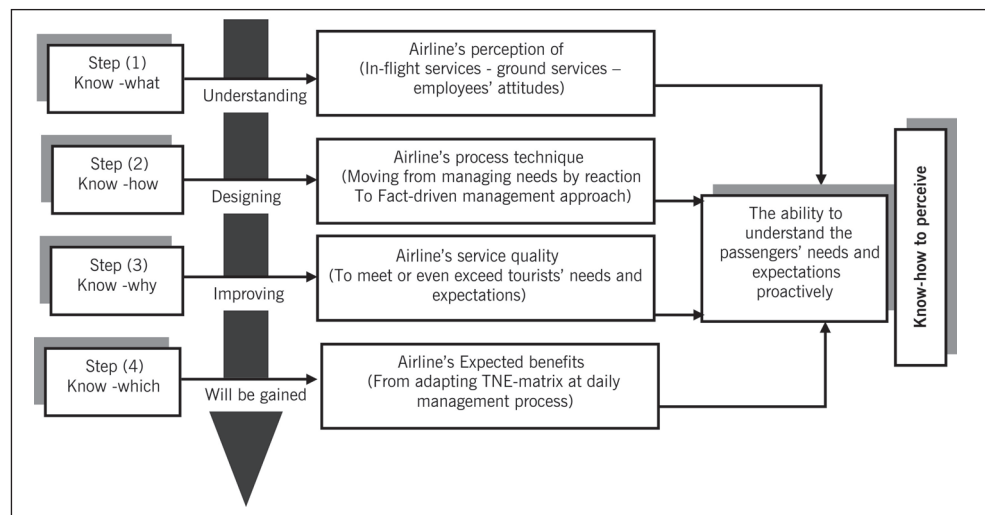 Step (1)
Know -what
Understanding
Airline's perception of
(In-flight services - ground services –
employees' attitudes)
Step (2)
Know -how
Designing
Airline's process technique
(Moving from managing needs by reaction
To Fact-driven management approach)
Step (3)
Know -why
Improving
Airline's service quality
(To meet or even exceed tourists' needs and
expectations)
Step (4)
Know -which
Will be gained
Airline's Expected benefits
(From adapting TNE-matrix at daily
management process)
The ability to
understand the
passengers' needs and
expectations
proactively
Know-how to perceive